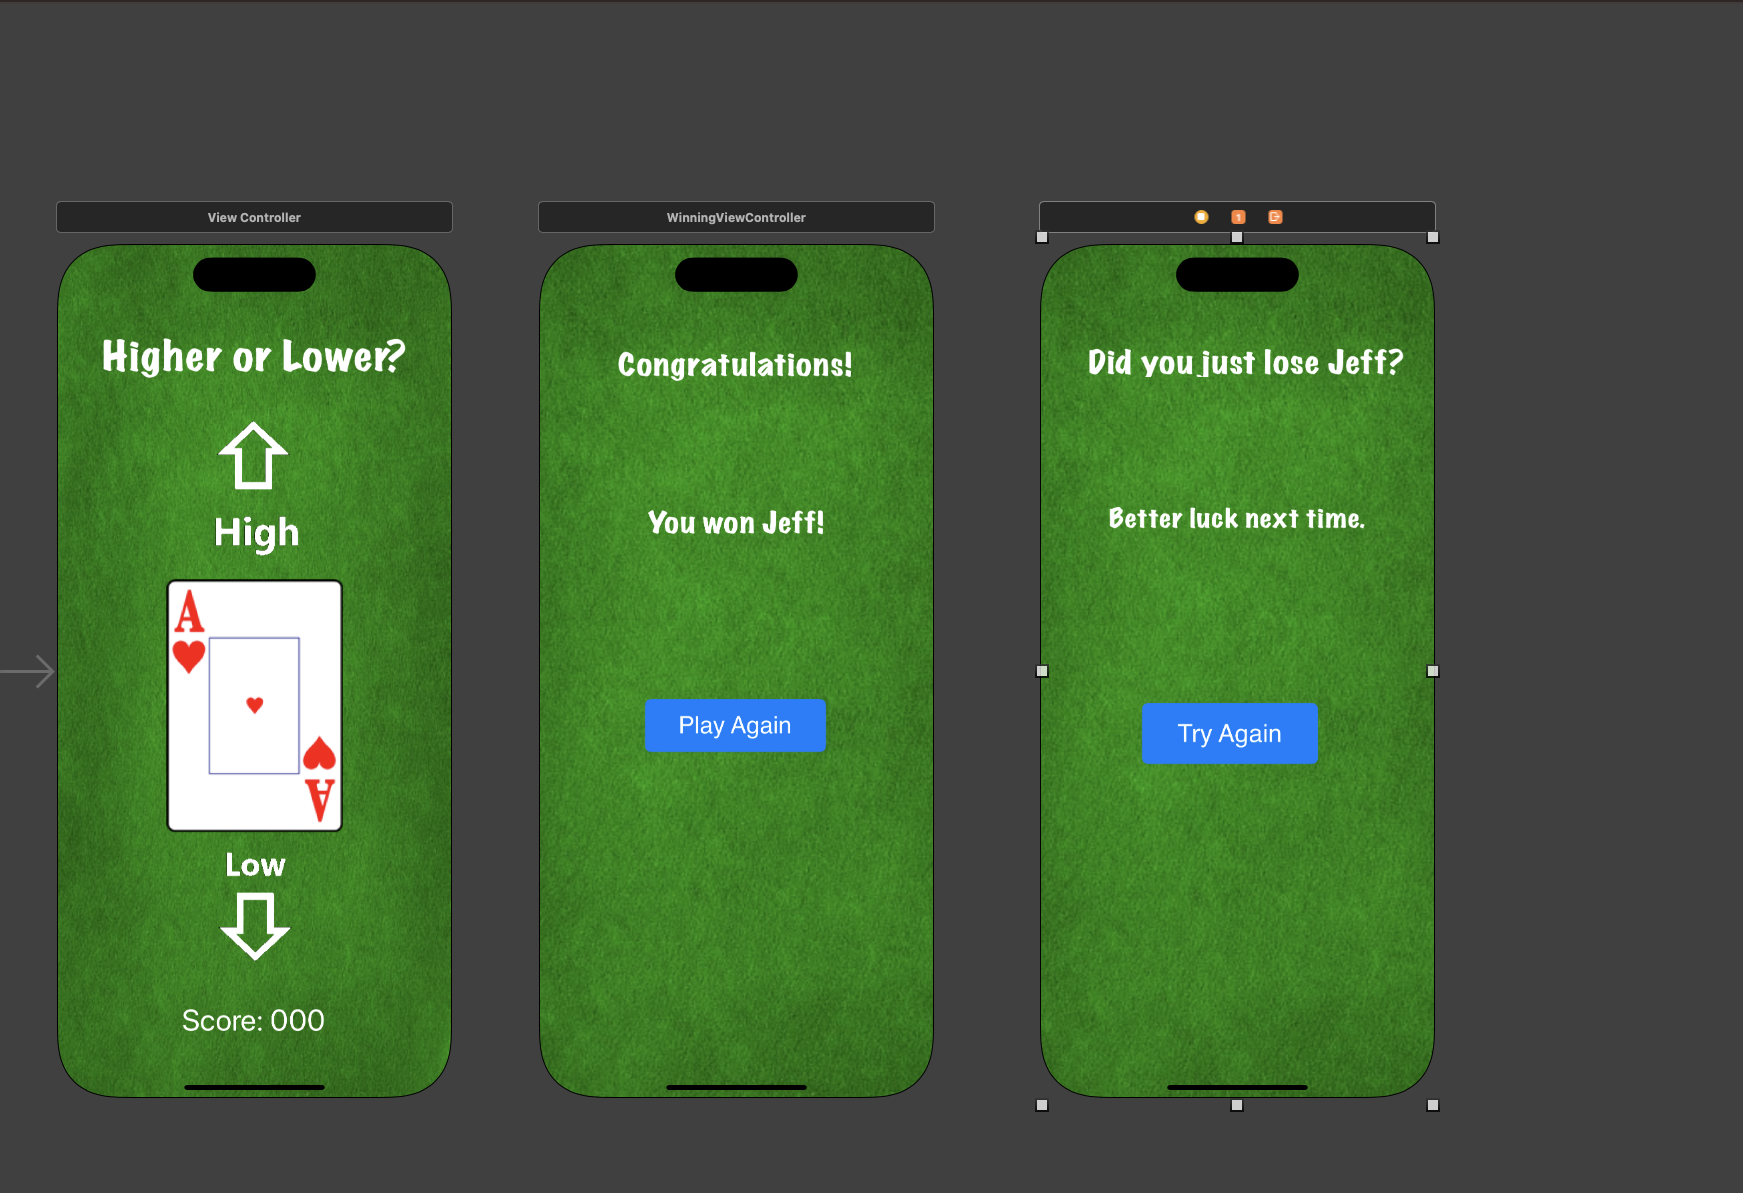 View Controller
Higher or Lower?
High
A
A
Low
Score: 000
WinningViewController
Congratulations!
You won Jeff!
Play Again
1
Did you just lose Jeff?
Better luck next time.
Try Again